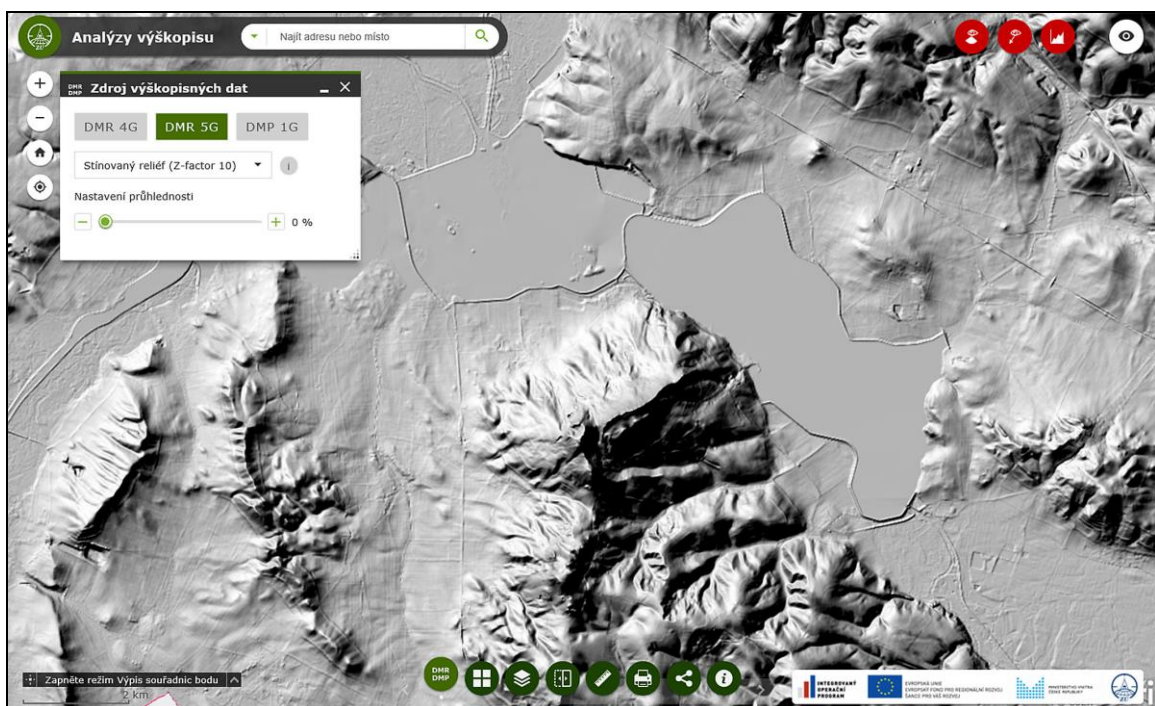 Analýzy výškopisu
Najít adresu nebo místo
DMR
DMP
Zdroj výškopisných dat
DMR 4G
DMR 5G
DMP 1G
Stínovaný reliéf (Z-factor 10)
i
Nastavení průhlednosti
0 %
Zapněte režim Výpis souřadnic bodu
2 km
DMR
DMP
i
INTEGROVANÝ
OPERAČNÍ
PROGRAM
EVROPSKÁ UNIE
EVROPSKÝ FOND PRO REGIONÁLNÍ ROZVOJ
ŠANCE PRO VÁŠ ROZVOJ
MINISTERSTVO VNITRA
ČESKÉ REPUBLIKY